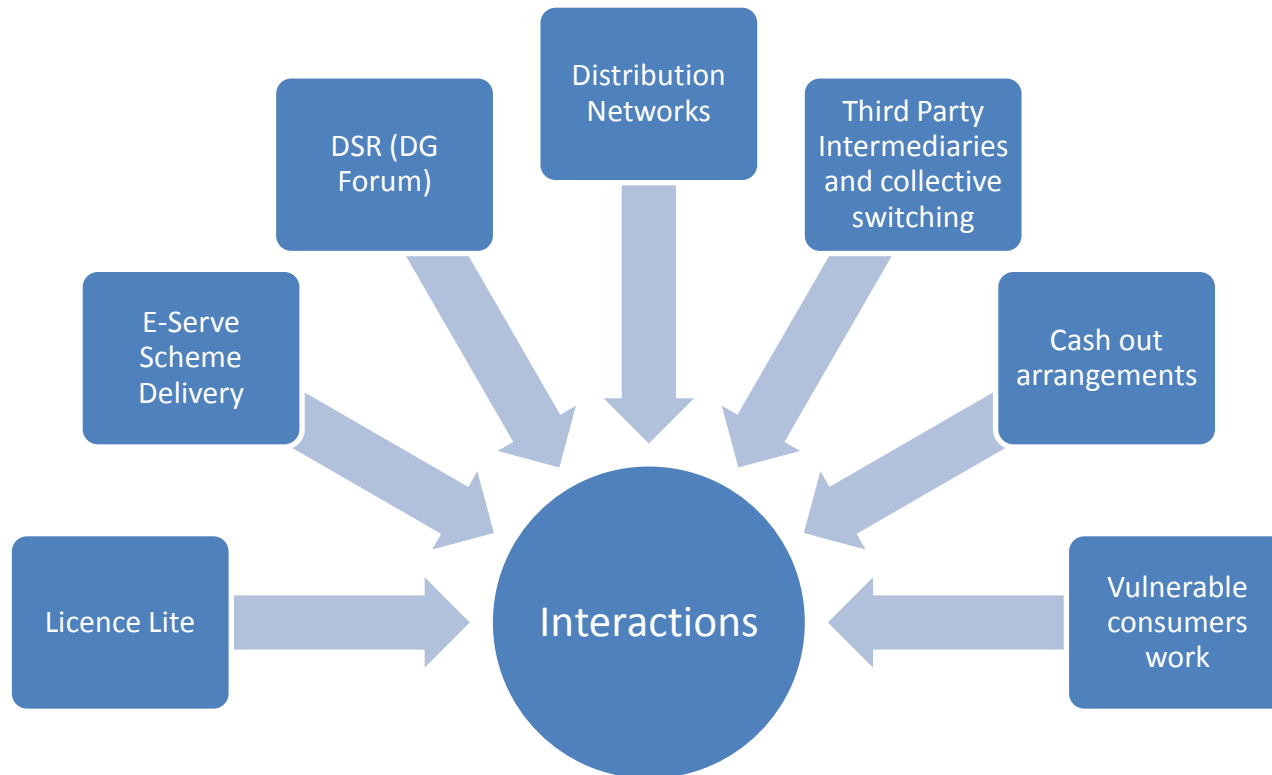 Distribution
Networks
DSR (DG
Forum)
Third Party
Intermediaries
and collective
switching
E-Serve
Scheme
Delivery
Cash out
arrangements
Licence Lite
Interactions
Vulnerable
consumers
work